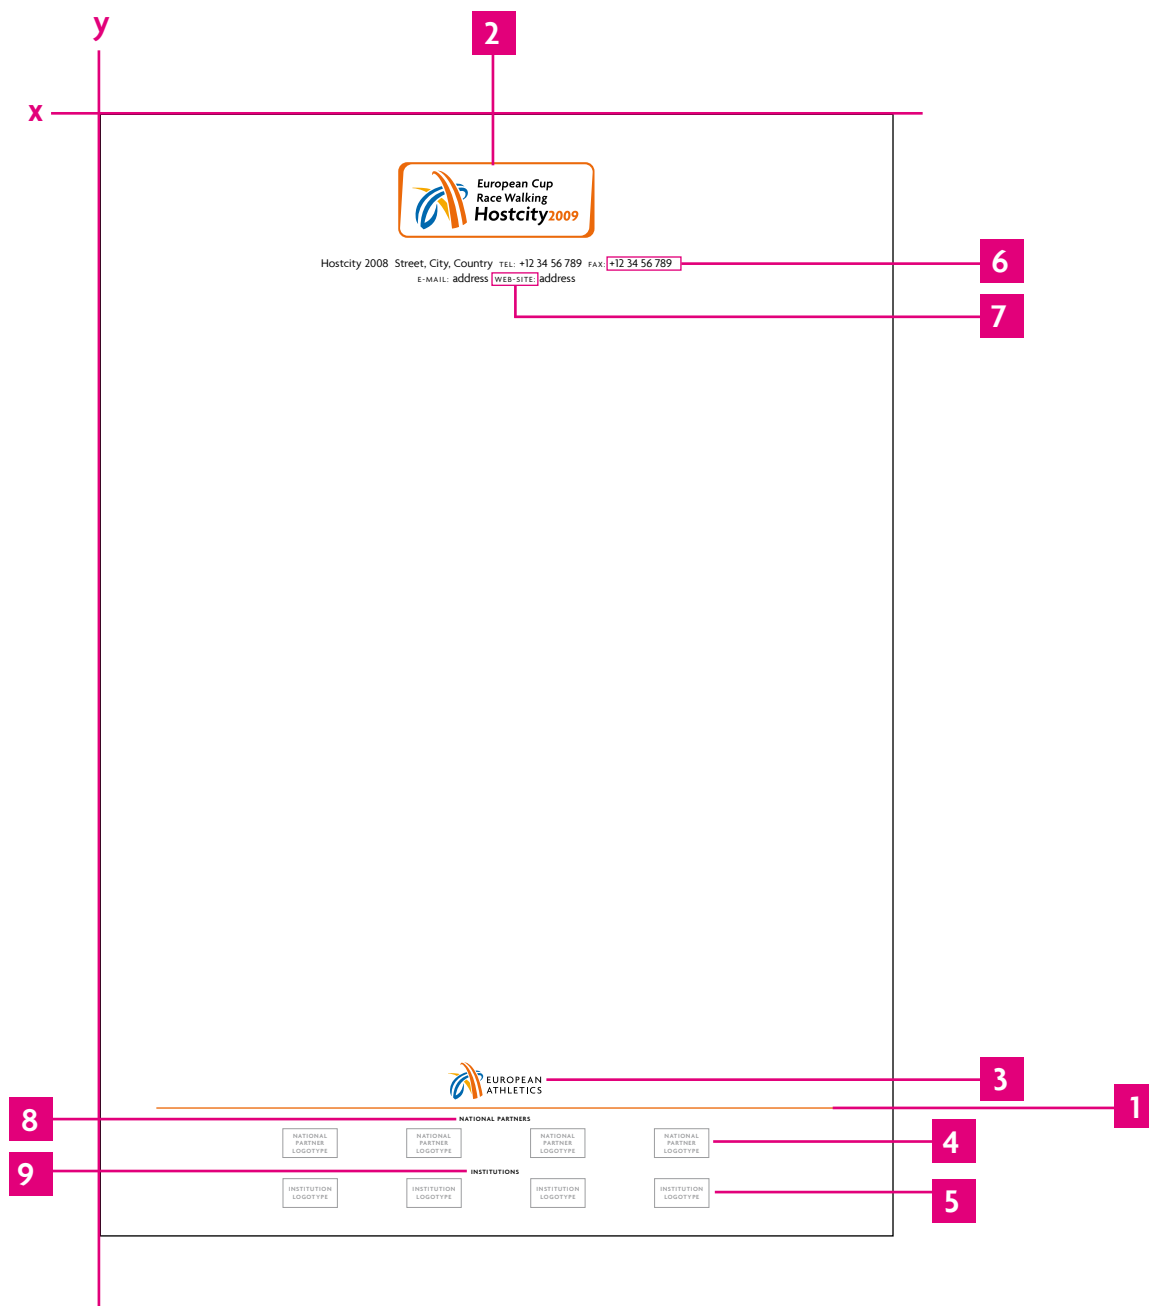 y
2
x
European Cup
Race Walking
Hostcity2009
Hostcity 2008 Street, City, Country TEL: +12 34 56 789 FAX: +12 34 56 789
6
E-MAIL: address WEB-SITE: address
7
EUROPEAN
ATHLETICS
3
1
8
NATIONAL PARTNERS
NATIONAL PARTNER LOGOTYPE
NATIONAL PARTNER LOGOTYPE
NATIONAL PARTNER LOGOTYPE
NATIONAL PARTNER LOGOTYPE
4
9
INSTITUTIONS
INSTITUTION LOGOTYPE
INSTITUTION LOGOTYPE
INSTITUTION LOGOTYPE
INSTITUTION LOGOTYPE
5